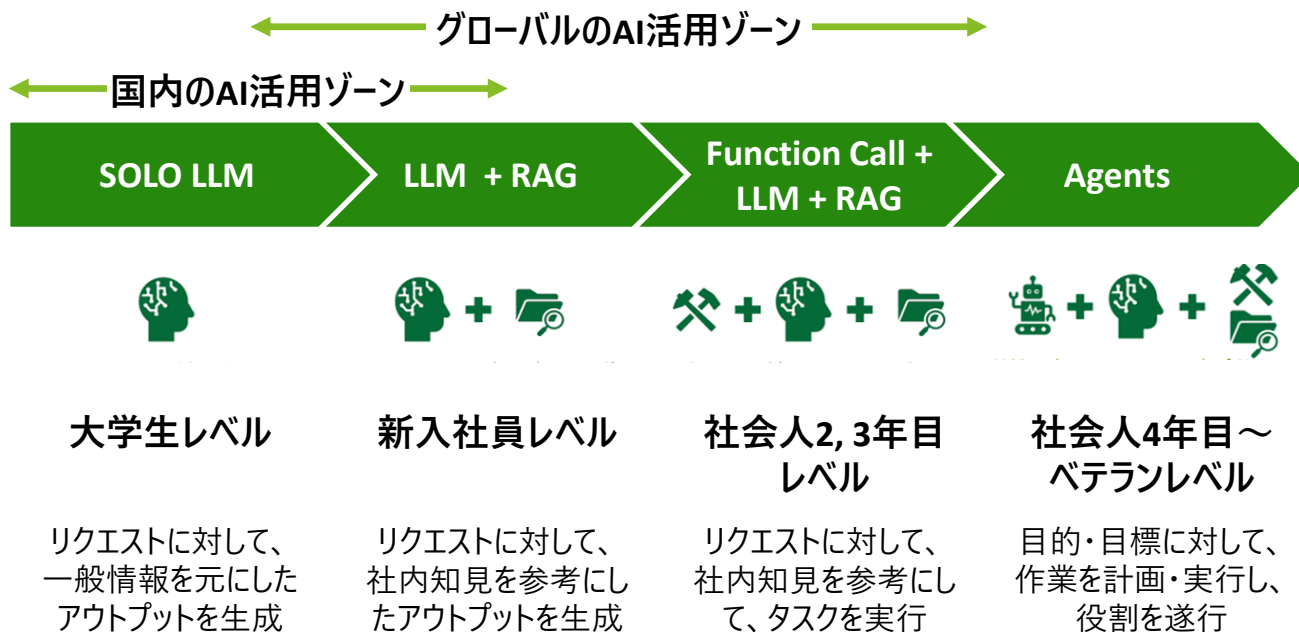 グローバルのAI活用ゾーン
国内のAI活用ゾーン
SOLO LLM
LLM + RAG
Function Call +
LLM + RAG
Agents
大学生レベル
新入社員レベル
社会人2, 3年目
レベル
社会人4年目～
ベテランレベル
リクエストに対して、
一般情報を元にした
アウトプットを生成
リクエストに対して、
社内知見を参考にし
たアウトプットを生成
リクエストに対して、
社内知見を参考にし
て、タスクを実行
目的・目標に対して、
作業を計画・実行し、
役割を遂行